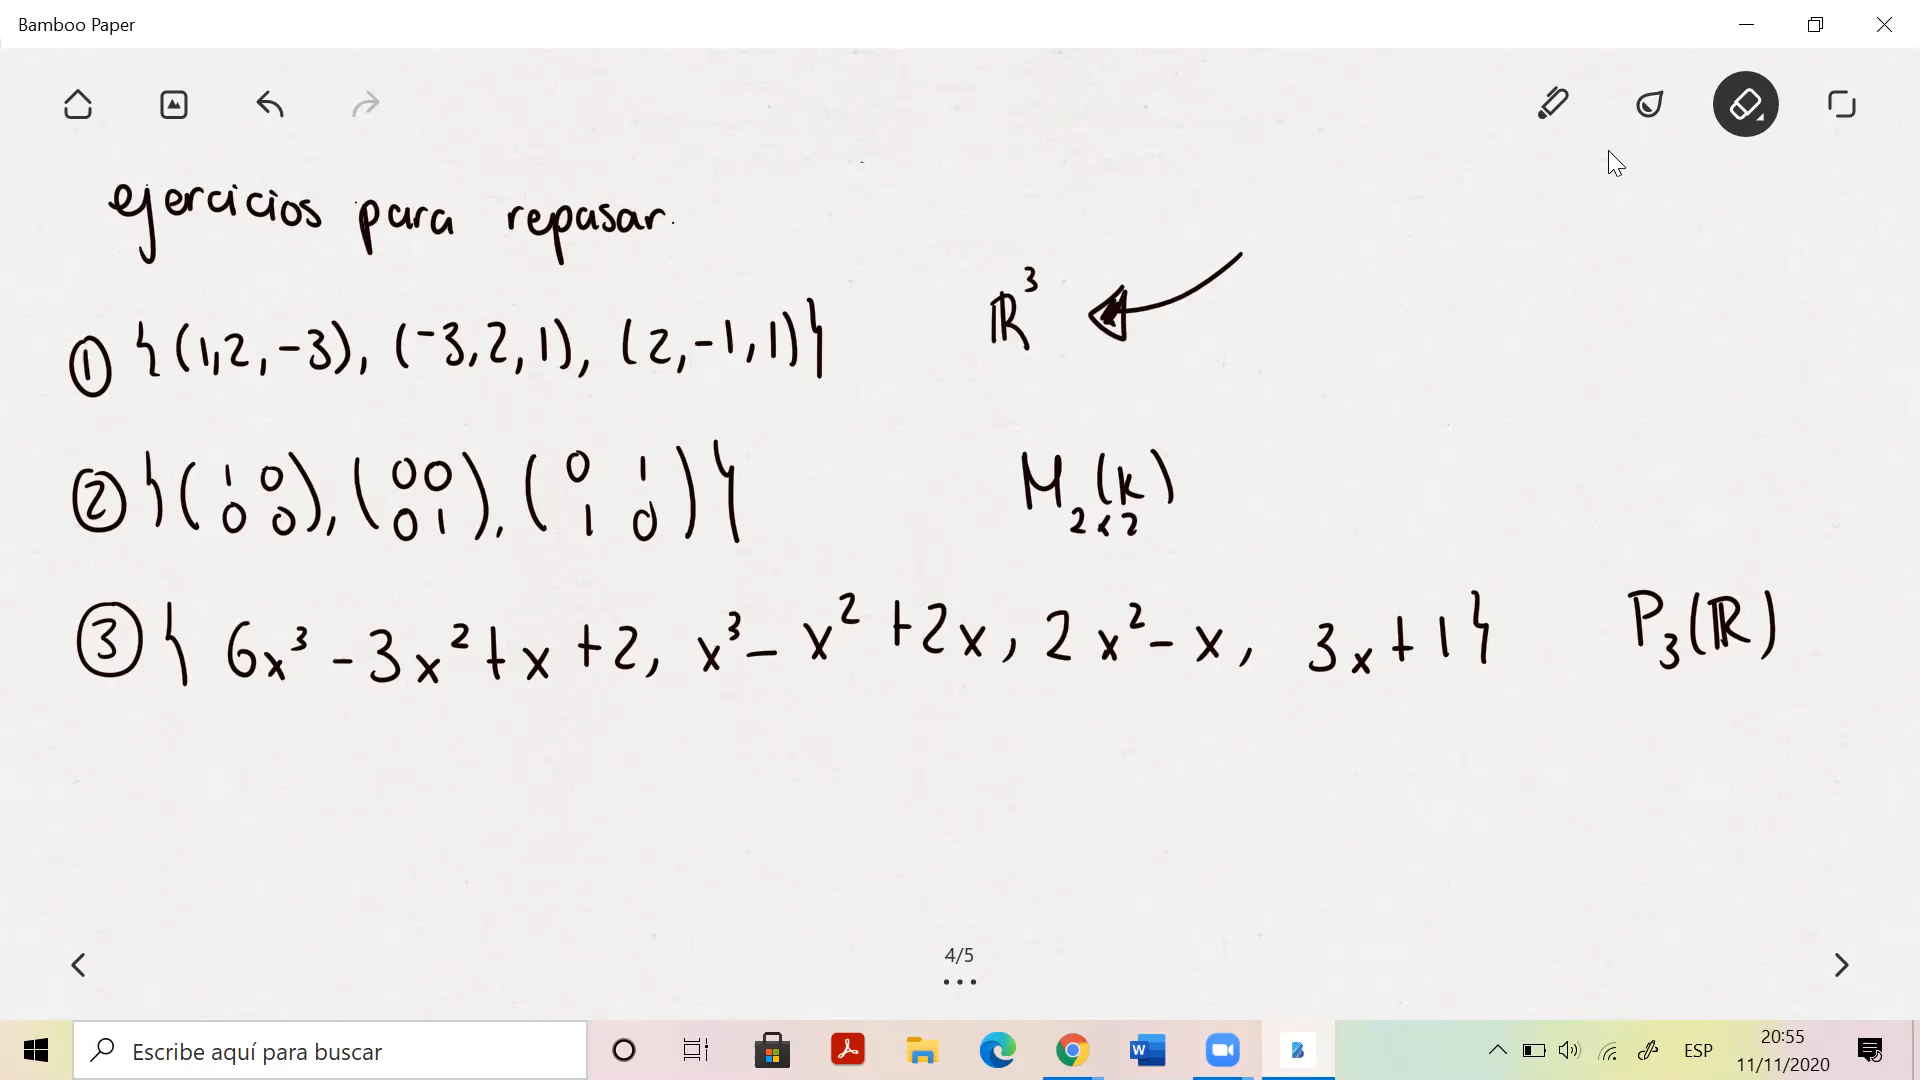 Bamboo Paper
ejercicios para repasar.
① {(1,2,-3), (-3,2,1), (2,-1,1)} ℝ³
② {(1 0 / 0 0), (0 0 / 0 1), (0 1 / 1 0)} M₂ₓ₂(k)
③ { 6x³ - 3x² + x + 2, x³ - x² + 2x, 2x² - x, 3x + 1} P₃(ℝ)
4/5
Escribe aquí para buscar
ESP
20:55
11/11/2020